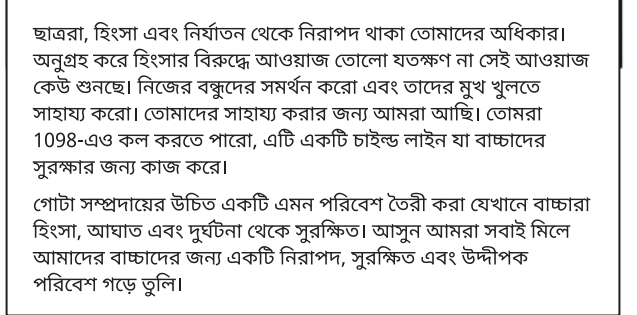 ছাত্ররা, হিংসা এবং নির্যাতন থেকে নিরাপদ থাকা তোমাদের অধিকার।
অনুগ্রহ করে হিংসার বিরুদ্ধে আওয়াজ তোলো যতক্ষণ না সেই আওয়াজ
কেউ শুনছে। নিজের বন্ধুদের সমর্থন করো এবং তাদের মুখ খুলতে
সাহায্য করো। তোমাদের সাহায্য করার জন্য আমরা আছি। তোমরা
1098-এও কল করতে পারো, এটি একটি চাইল্ড লাইন যা বাচ্চাদের
সুরক্ষার জন্য কাজ করে।
গোটা সম্প্রদায়ের উচিত একটি এমন পরিবেশ তৈরী করা যেখানে বাচ্চারা
হিংসা, আঘাত এবং দুর্ঘটনা থেকে সুরক্ষিত। আসুন আমরা সবাই মিলে
আমাদের বাচ্চাদের জন্য একটি নিরাপদ, সুরক্ষিত এবং উদ্দীপক
পরিবেশ গড়ে তুলি।